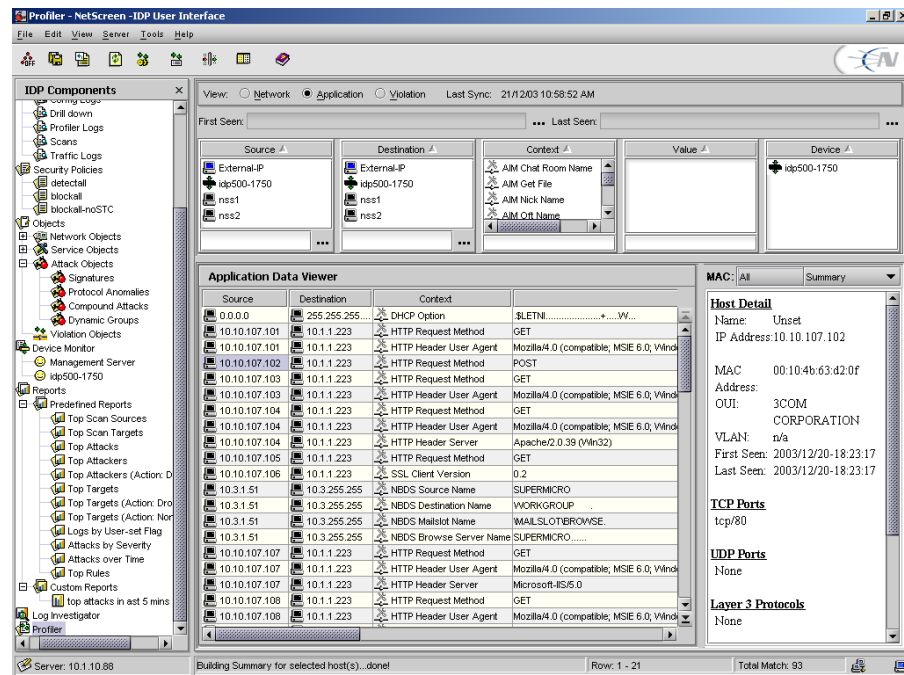 Profiler - NetScreen -IDP User Interface
File Edit View Server Tools Help
OFF
IDP Components
Config Logs
Drill down
Profiler Logs
Scans
Traffic Logs
Security Policies
detectall
blockall
blockall-noSTC
Objects
Network Objects
Service Objects
Attack Objects
Signatures
Protocol Anomalies
Compound Attacks
Dynamic Groups
Violation Objects
Device Monitor
Management Server
idp500-1750
Reports
Predefined Reports
Top Scan Sources
Top Scan Targets
Top Attacks
Top Attackers
Top Attackers (Action: D
Top Targets
Top Targets (Action: Dro
Top Targets (Action: Nor
Logs by User-set Flag
Attacks by Severity
Attacks over Time
Top Rules
Custom Reports
top attacks in ast 5 mins
Log Investigator
Profiler
View: Network Application Violation Last Sync: 21/12/03 10:58:52 AM
First Seen: ... Last Seen: ...
Source Destination Context Value Device
External-IP External-IP AIM Chat Room Name idp500-1750
idp500-1750 idp500-1750 AIM Get File
nss1 nss1 AIM Nick Name
nss2 nss2 AIM Oft Name
... ...
Application Data Viewer
Source Destination Context
0.0.0.0 255.255.255.... DHCP Option .$LETNI.....................+.....W...
10.10.107.101 10.1.1.223 HTTP Request Method GET
10.10.107.101 10.1.1.223 HTTP Header User Agent Mozilla/4.0 (compatible; MSIE 6.0; Wind
10.10.107.102 10.1.1.223 HTTP Request Method POST
10.10.107.103 10.1.1.223 HTTP Request Method GET
10.10.107.103 10.1.1.223 HTTP Header User Agent Mozilla/4.0 (compatible; MSIE 6.0; Wind
10.10.107.104 10.1.1.223 HTTP Request Method GET
10.10.107.104 10.1.1.223 HTTP Header User Agent Mozilla/4.0 (compatible; MSIE 6.0; Wind
10.10.107.104 10.1.1.223 HTTP Header Server Apache/2.0.39 (Win32)
10.10.107.105 10.1.1.223 HTTP Request Method GET
10.10.107.106 10.1.1.223 SSL Client Version 0.2
10.3.1.51 10.3.255.255 NBDS Source Name SUPERMICRO
10.3.1.51 10.3.255.255 NBDS Destination Name WORKGROUP .
10.3.1.51 10.3.255.255 NBDS Mailslot Name \MAILSLOT\BROWSE.
10.3.1.51 10.3.255.255 NBDS Browse Server Name SUPERMICRO......
10.10.107.107 10.1.1.223 HTTP Request Method GET
10.10.107.107 10.1.1.223 HTTP Header User Agent Mozilla/4.0 (compatible; MSIE 6.0; Wind
10.10.107.107 10.1.1.223 HTTP Header Server Microsoft-IIS/5.0
10.10.107.108 10.1.1.223 HTTP Request Method GET
10.10.107.108 10.1.1.223 HTTP Header User Agent Mozilla/4.0 (compatible; MSIE 6.0; Wind
MAC: All Summary
Host Detail
Name: Unset
IP Address:10.10.107.102
MAC 00:10:4b:63:d2:0f
Address:
OUI: 3COM
CORPORATION
VLAN: n/a
First Seen: 2003/12/20-18:23:17
Last Seen: 2003/12/20-18:23:17
TCP Ports
tcp/80
UDP Ports
None
Layer 3 Protocols
None
Server: 10.1.10.88 Building Summary for selected host(s)...done! Row: 1 - 21 Total Match: 93